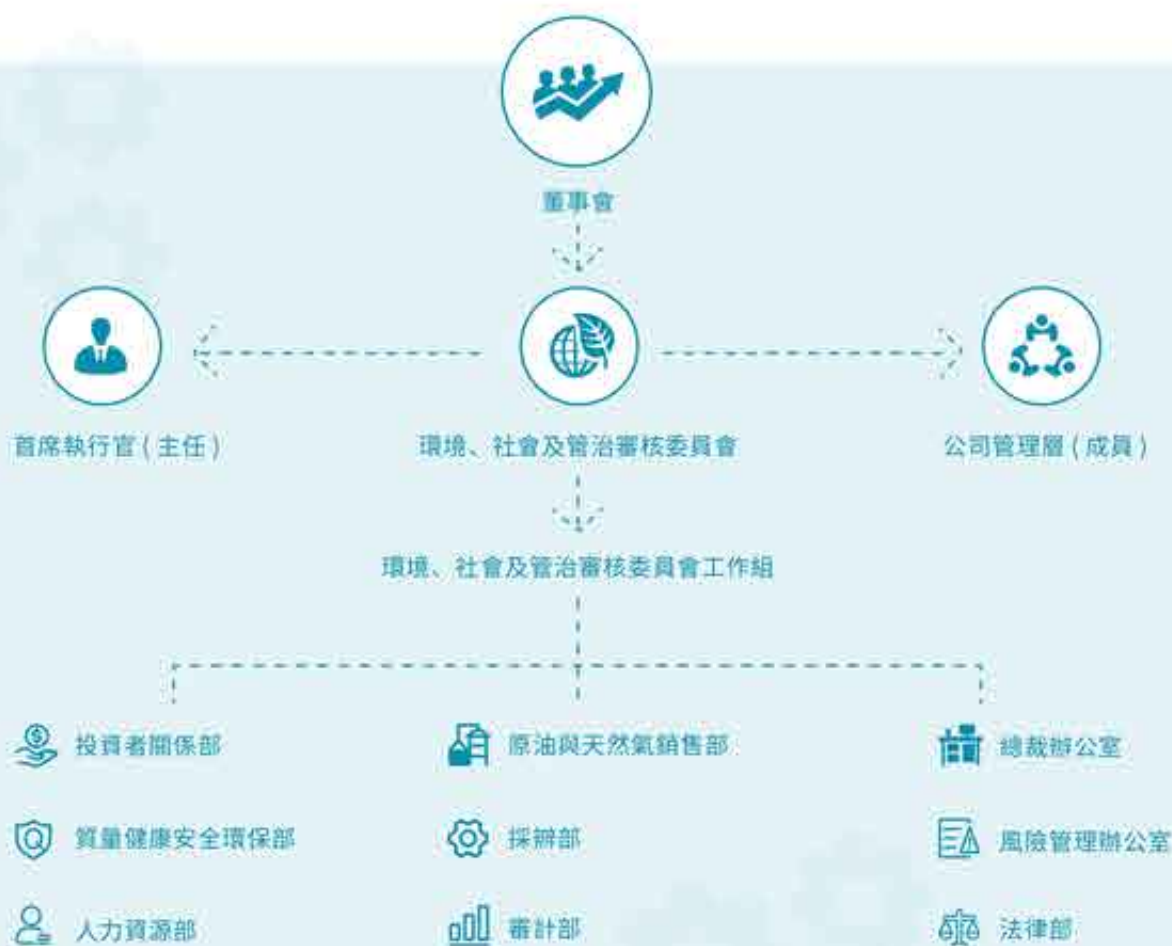 董事會
首席執行官 ( 主任 )
環境、社會及管治審核委員會
公司管理層 ( 成員 )
環境、社會及管治審核委員會工作組
投資者關係部
原油與天然氣銷售部
總裁辦公室
質量健康安全環保部
採辦部
風險管理辦公室
人力資源部
審計部
法律部